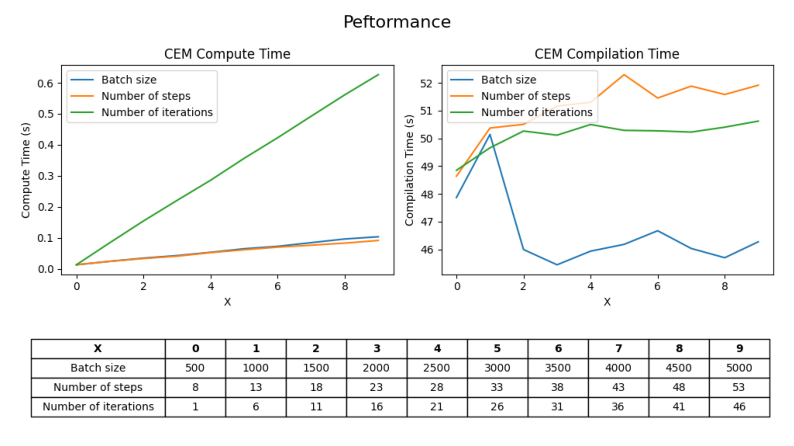 Peftormance
CEM Compute Time
Batch size
Number of steps
Number of iterations
Compute Time (s)
0.6
0.5
0.4
0.3
0.2
0.1
0.0
0 2 4 6 8
X
CEM Compilation Time
Batch size
Number of steps
Number of iterations
Compilation Time (s)
52
51
50
49
48
47
46
0 2 4 6 8
X
X 0 1 2 3 4 5 6 7 8 9
Batch size 500 1000 1500 2000 2500 3000 3500 4000 4500 5000
Number of steps 8 13 18 23 28 33 38 43 48 53
Number of iterations 1 6 11 16 21 26 31 36 41 46